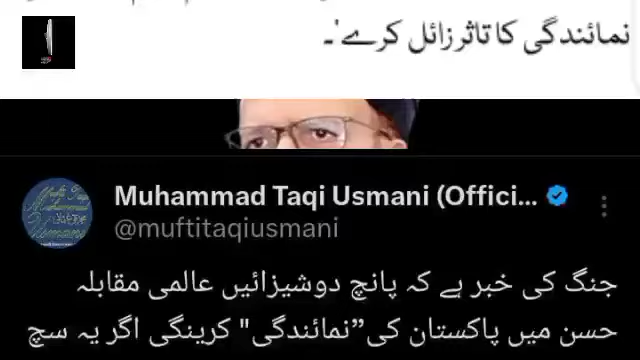 نمائندگی کا تاثر زائل کرے'۔
Muhammad Taqi Usmani (Offici...
@muftitaqiusmani
جنگ کی خبر ہے کہ پانچ دوشیزائیں عالمی مقابلہ
حسن میں پاکستان کی”نمائندگی" کرینگی اگر یہ سچ